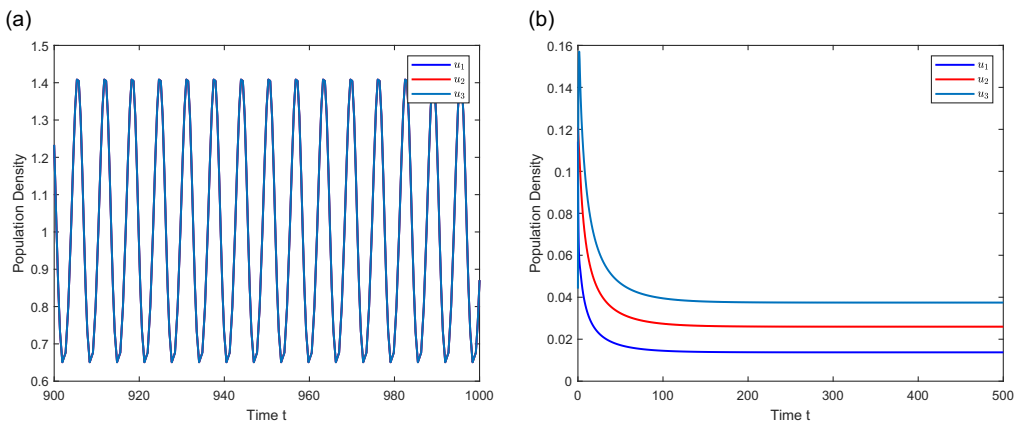 (a)
1.5
1.4
1.3
1.2
1.1
1
0.9
0.8
0.7
0.6
900
920
940
960
980
1000
Population Density
Time t
u1
u2
u3
(b)
0.16
0.14
0.12
0.1
0.08
0.06
0.04
0.02
0
0
100
200
300
400
500
Population Density
Time t
u1
u2
u3